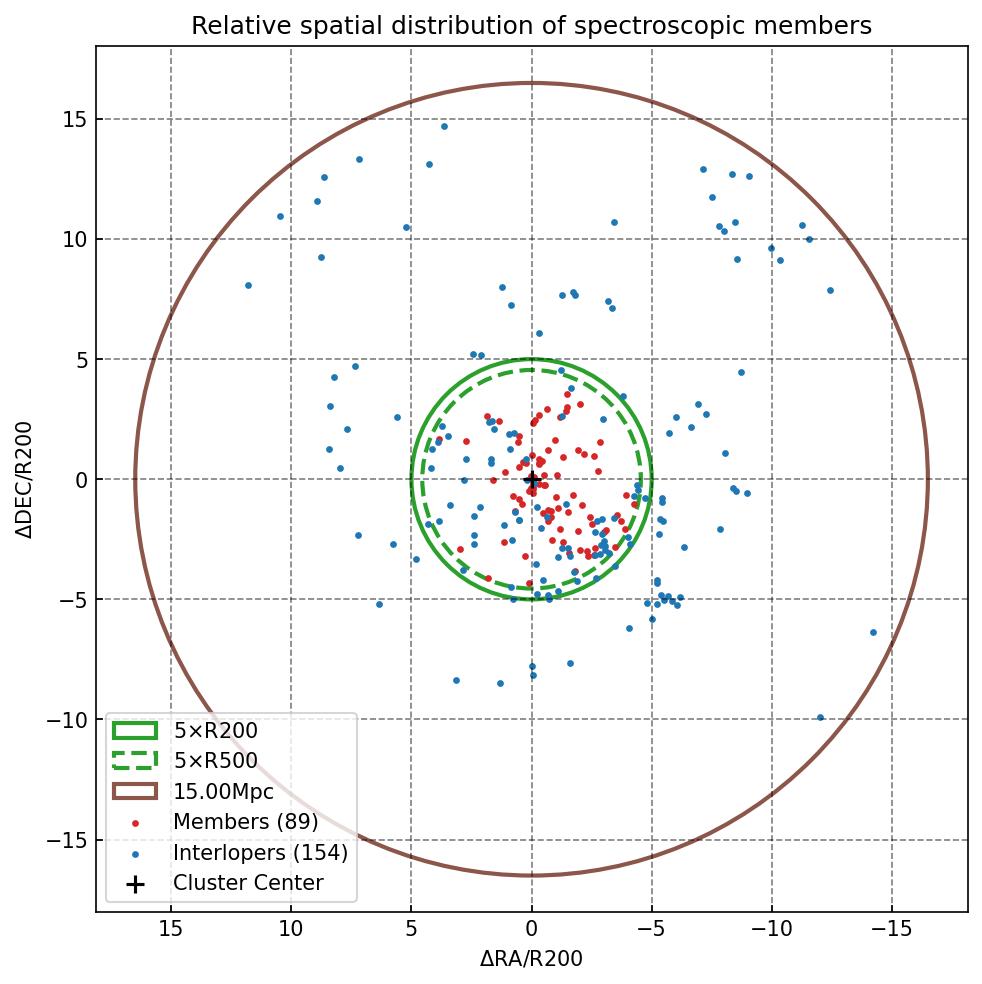 Relative spatial distribution of spectroscopic members
ΔDEC/R200
15
10
5
0
−5
−10
−15
5×R200
5×R500
15.00Mpc
Members (89)
Interlopers (154)
Cluster Center
15 10 5 0 −5 −10 −15
ΔRA/R200